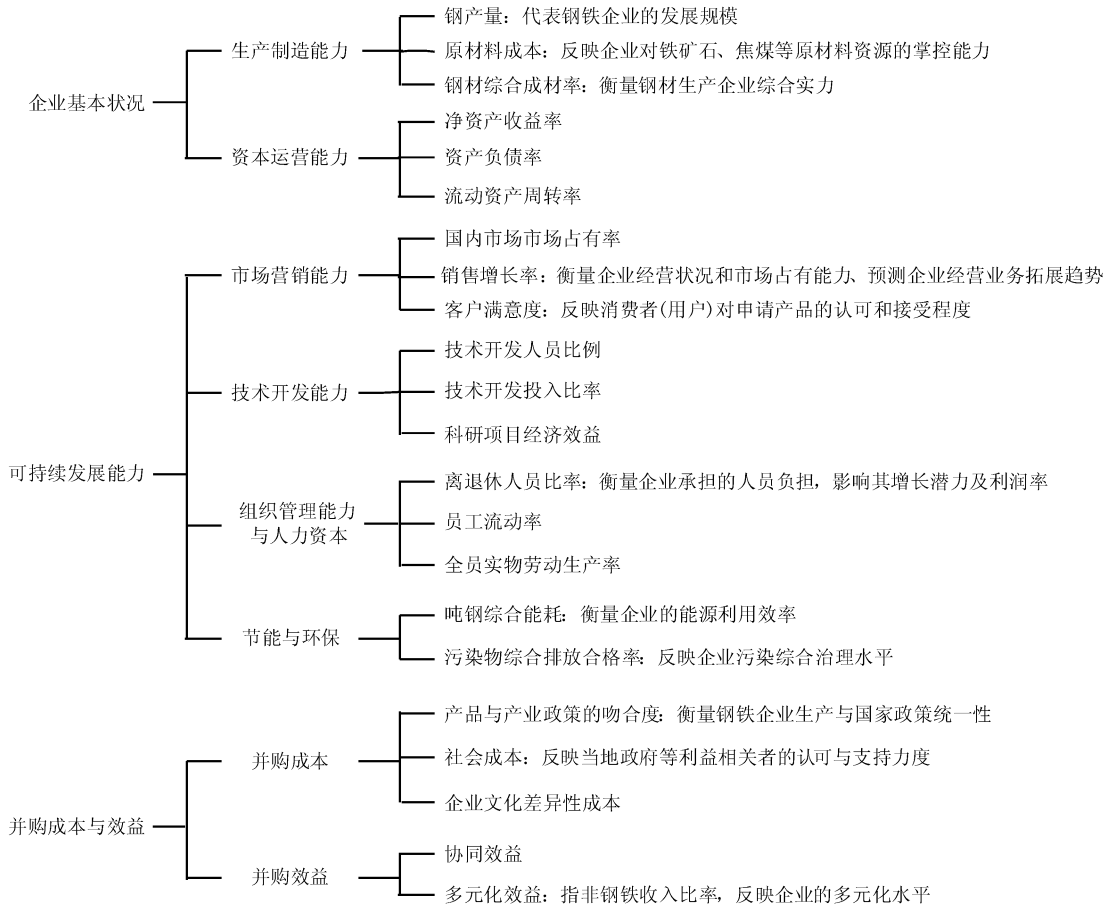 钢产量：代表钢铁企业的发展规模
生产制造能力
原材料成本：反映企业对铁矿石、焦煤等原材料资源的掌控能力
钢材综合成材率：衡量钢材生产企业综合实力
企业基本状况
净资产收益率
资本运营能力
资产负债率
流动资产周转率
国内市场市场占有率
市场营销能力
销售增长率：衡量企业经营状况和市场占有能力、预测企业经营业务拓展趋势
客户满意度：反映消费者(用户)对申请产品的认可和接受程度
技术开发人员比例
技术开发能力
技术开发投入比率
科研项目经济效益
可持续发展能力
离退休人员比率：衡量企业承担的人员负担，影响其增长潜力及利润率
组织管理能力
与人力资本
员工流动率
全员实物劳动生产率
吨钢综合能耗：衡量企业的能源利用效率
节能与环保
污染物综合排放合格率：反映企业污染综合治理水平
产品与产业政策的吻合度：衡量钢铁企业生产与国家政策统一性
并购成本
社会成本：反映当地政府等利益相关者的认可与支持力度
企业文化差异性成本
并购成本与效益
协同效益
并购效益
多元化效益：指非钢铁收入比率，反映企业的多元化水平